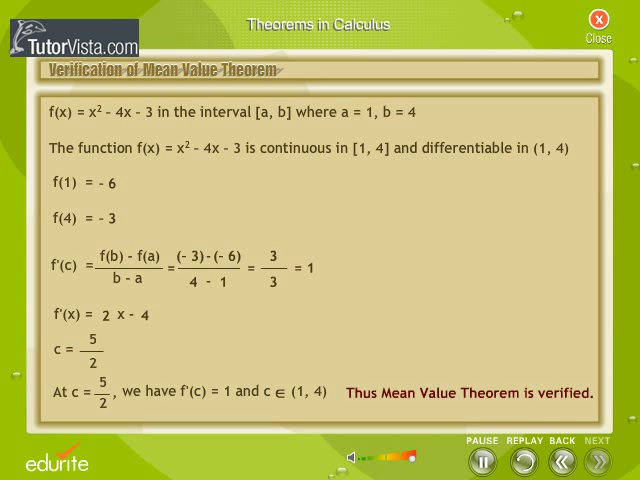 Theorems in Calculus
Close
TutorVista.com
Verification of Mean Value Theorem
f(x) = x² – 4x – 3 in the interval [a, b] where a = 1, b = 4
The function f(x) = x² – 4x – 3 is continuous in [1, 4] and differentiable in (1, 4)
f(1) = – 6
f(4) = – 3
f'(c) = f(b) – f(a) / b – a = (– 3) - (– 6) / 4 - 1 = 3 / 3 = 1
f'(x) = 2 x – 4
c = 5 / 2
At c = 5 / 2 , we have f'(c) = 1 and c ∈ (1, 4) Thus Mean Value Theorem is verified.
PAUSE REPLAY BACK NEXT
edurite